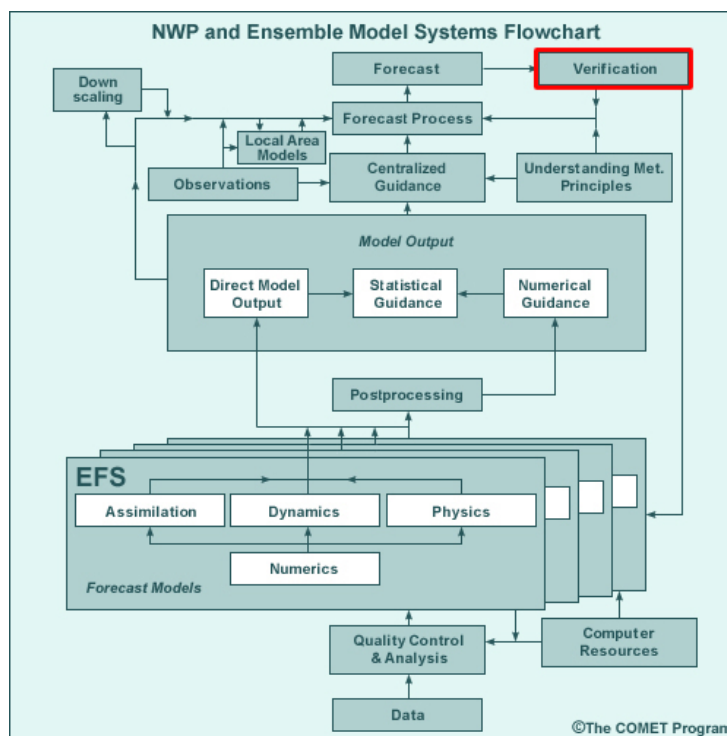 NWP and Ensemble Model Systems Flowchart
Forecast
Verification
Down
scaling
Forecast Process
Local Area
Models
Observations
Centralized
Guidance
Understanding Met.
Principles
Model Output
Direct Model
Output
Statistical
Guidance
Numerical
Guidance
Postprocessing
EFS
Assimilation
Dynamics
Physics
Numerics
Forecast Models
Quality Control
& Analysis
Computer
Resources
Data
©The COMET Program